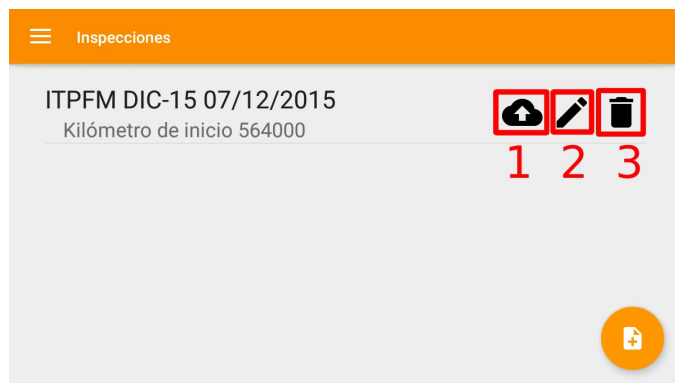 Inspecciones
ITPFM DIC-15 07/12/2015
Kilómetro de inicio 564000
1 2 3